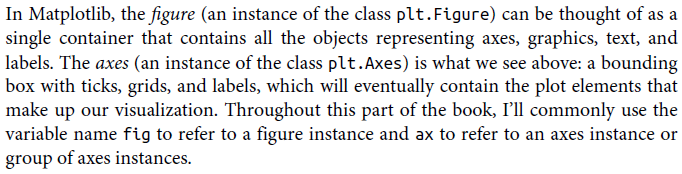 In Matplotlib, the figure (an instance of the class plt.Figure) can be thought of as a
single container that contains all the objects representing axes, graphics, text, and
labels. The axes (an instance of the class plt.Axes) is what we see above: a bounding
box with ticks, grids, and labels, which will eventually contain the plot elements that
make up our visualization. Throughout this part of the book, I’ll commonly use the
variable name fig to refer to a figure instance and ax to refer to an axes instance or
group of axes instances.